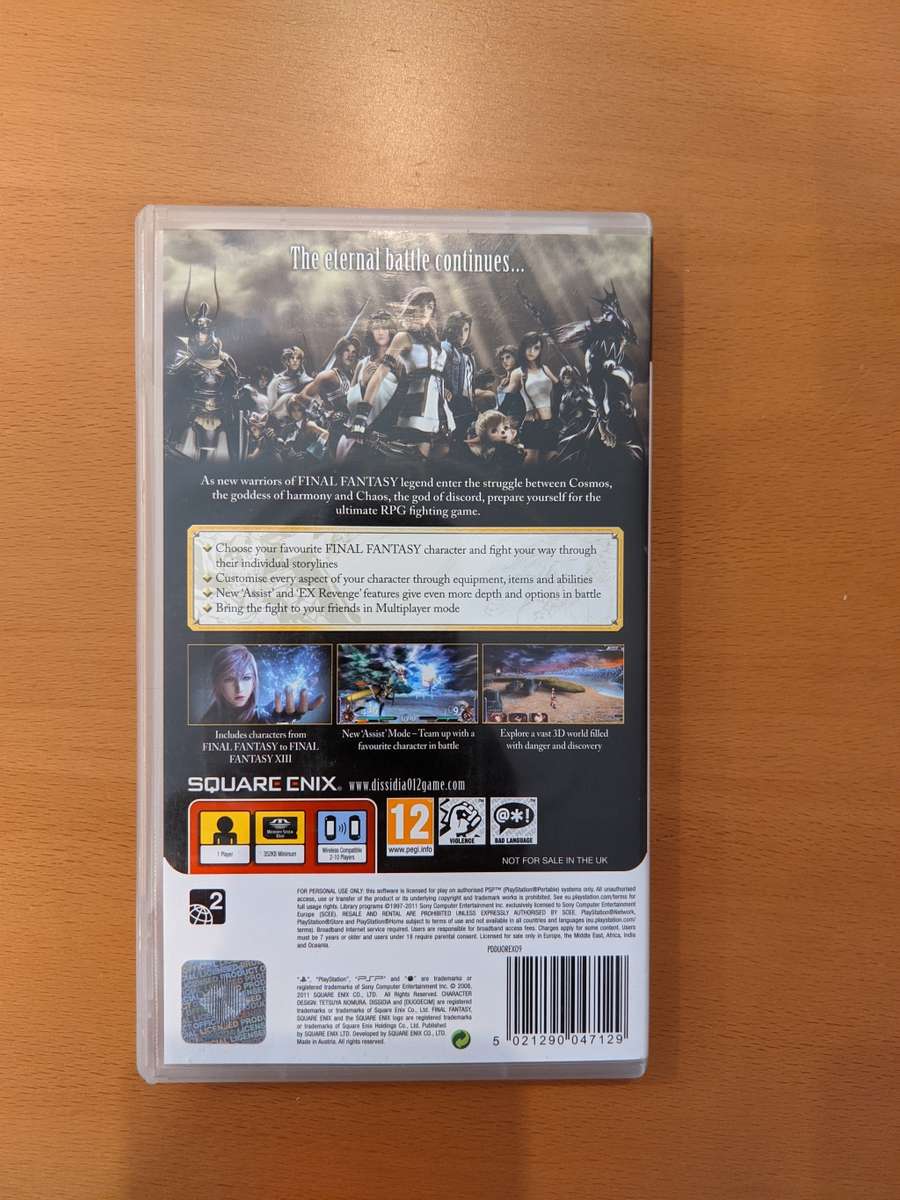 The eternal battle continues...
As new warriors of FINAL FANTASY legend enter the struggle between Cosmos,
the goddess of harmony and Chaos, the god of discord, prepare yourself for the
ultimate RPG fighting game.
Choose your favourite FINAL FANTASY character and fight your way through
their individual storylines
Customise every aspect of your character through equipment, items and abilities
New 'Assist' and 'EX Revenge' features give even more depth and options in battle
Bring the fight to your friends in Multiplayer mode
Includes characters from
FINAL FANTASY to FINAL
FANTASY XIII
New 'Assist' Mode – Team up with a
favourite character in battle
Explore a vast 3D world filled
with danger and discovery
SQUARE ENIX® www.dissidia012game.com
1 Player
Memory Stick Duo
352KB Minimum
Wireless Compatible
2-10 Players
12
www.pegi.info
VIOLENCE
@*!
BAD LANGUAGE
NOT FOR SALE IN THE UK
2
FOR PERSONAL USE ONLY: this software is licensed for play on authorised PSP™ (PlayStation®Portable) systems only. All unauthorised
access, use or transfer of the product or its underlying copyright and trademark works is prohibited. See eu.playstation.com/terms for
full usage rights. Library programs ©1997-2011 Sony Computer Entertainment Inc. exclusively licensed to Sony Computer Entertainment
Europe (SCEE). RESALE AND RENTAL ARE PROHIBITED UNLESS EXPRESSLY AUTHORISED BY SCEE. PlayStation®Network,
PlayStation®Store and PlayStation®Home subject to terms of use and not available in all countries and languages (eu.playstation.com/
terms). Broadband internet service required. Users are responsible for broadband access fees. Charges apply for some content. Users
must be 7 years or older and users under 18 require parental consent. Licensed for sale only in Europe, the Middle East, Africa, India
and Oceania.
PDDUOREX09
", "PlayStation", "PSP" and " " are trademarks or
registered trademarks of Sony Computer Entertainment Inc. © 2008,
2011 SQUARE ENIX CO., LTD. All Rights Reserved. CHARACTER
DESIGN: TETSUYA NOMURA. DISSIDIA and [DUODECIM] are registered
trademarks or trademarks of Square Enix Co., Ltd. FINAL FANTASY,
SQUARE ENIX and the SQUARE ENIX logo are registered trademarks
or trademarks of Square Enix Holdings Co., Ltd. Published
by SQUARE ENIX LTD. Developed by SQUARE ENIX CO., LTD.
Made in Austria. All rights reserved.
5 021290 047129